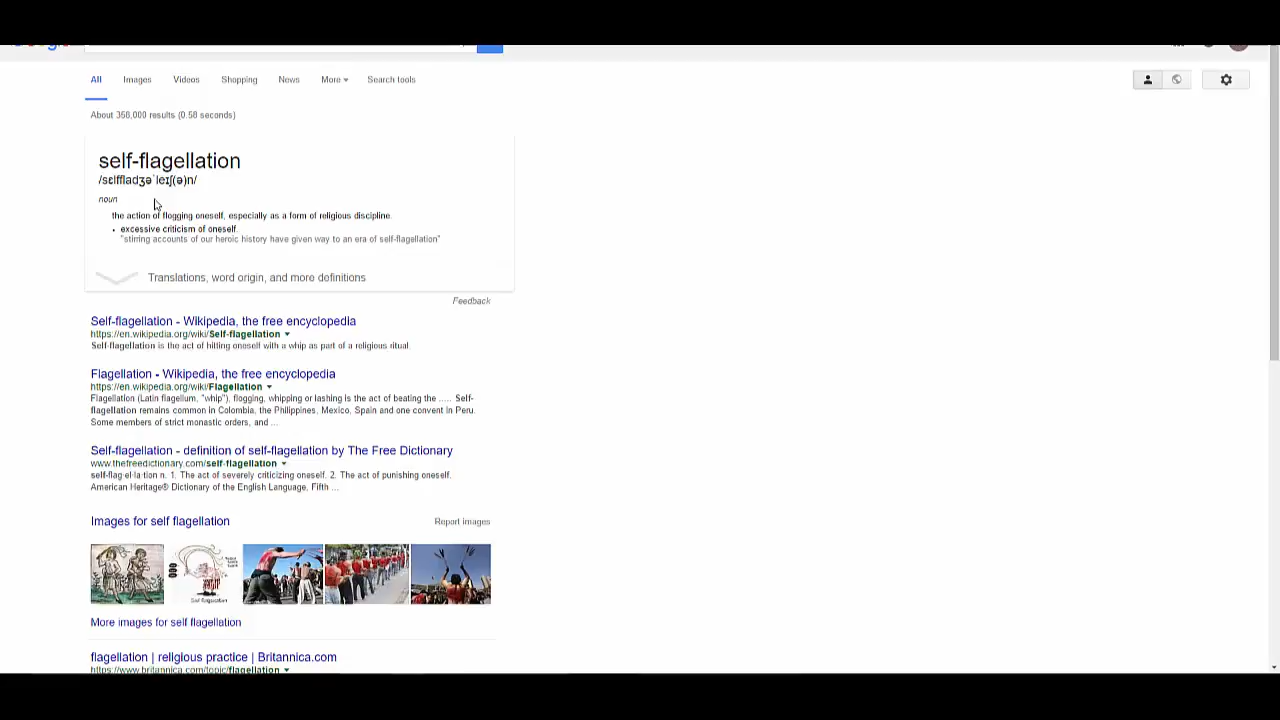 All Images Videos Shopping News More Search tools
About 358,000 results (0.58 seconds)
self-flagellation
/sɛlffladʒəˈleɪʃ(ə)n/
noun
the action of flogging oneself, especially as a form of religious discipline.
• excessive criticism of oneself.
"stirring accounts of our heroic history have given way to an era of self-flagellation"
Translations, word origin, and more definitions
Feedback
Self-flagellation - Wikipedia, the free encyclopedia
https://en.wikipedia.org/wiki/Self-flagellation
Self-flagellation is the act of hitting oneself with a whip as part of a religious ritual.
Flagellation - Wikipedia, the free encyclopedia
https://en.wikipedia.org/wiki/Flagellation
Flagellation (Latin flagellum, "whip"), flogging, whipping or lashing is the act of beating the ..... Self-
flagellation remains common in Colombia, the Philippines, Mexico, Spain and one convent in Peru.
Some members of strict monastic orders, and ...
Self-flagellation - definition of self-flagellation by The Free Dictionary
www.thefreedictionary.com/self-flagellation
self-flag·el·la·tion n. 1. The act of severely criticizing oneself. 2. The act of punishing oneself.
American Heritage® Dictionary of the English Language, Fifth ...
Images for self flagellation
Report images
Self flagellation
More images for self flagellation
flagellation | religious practice | Britannica.com
https://www.britannica.com/topic/flagellation